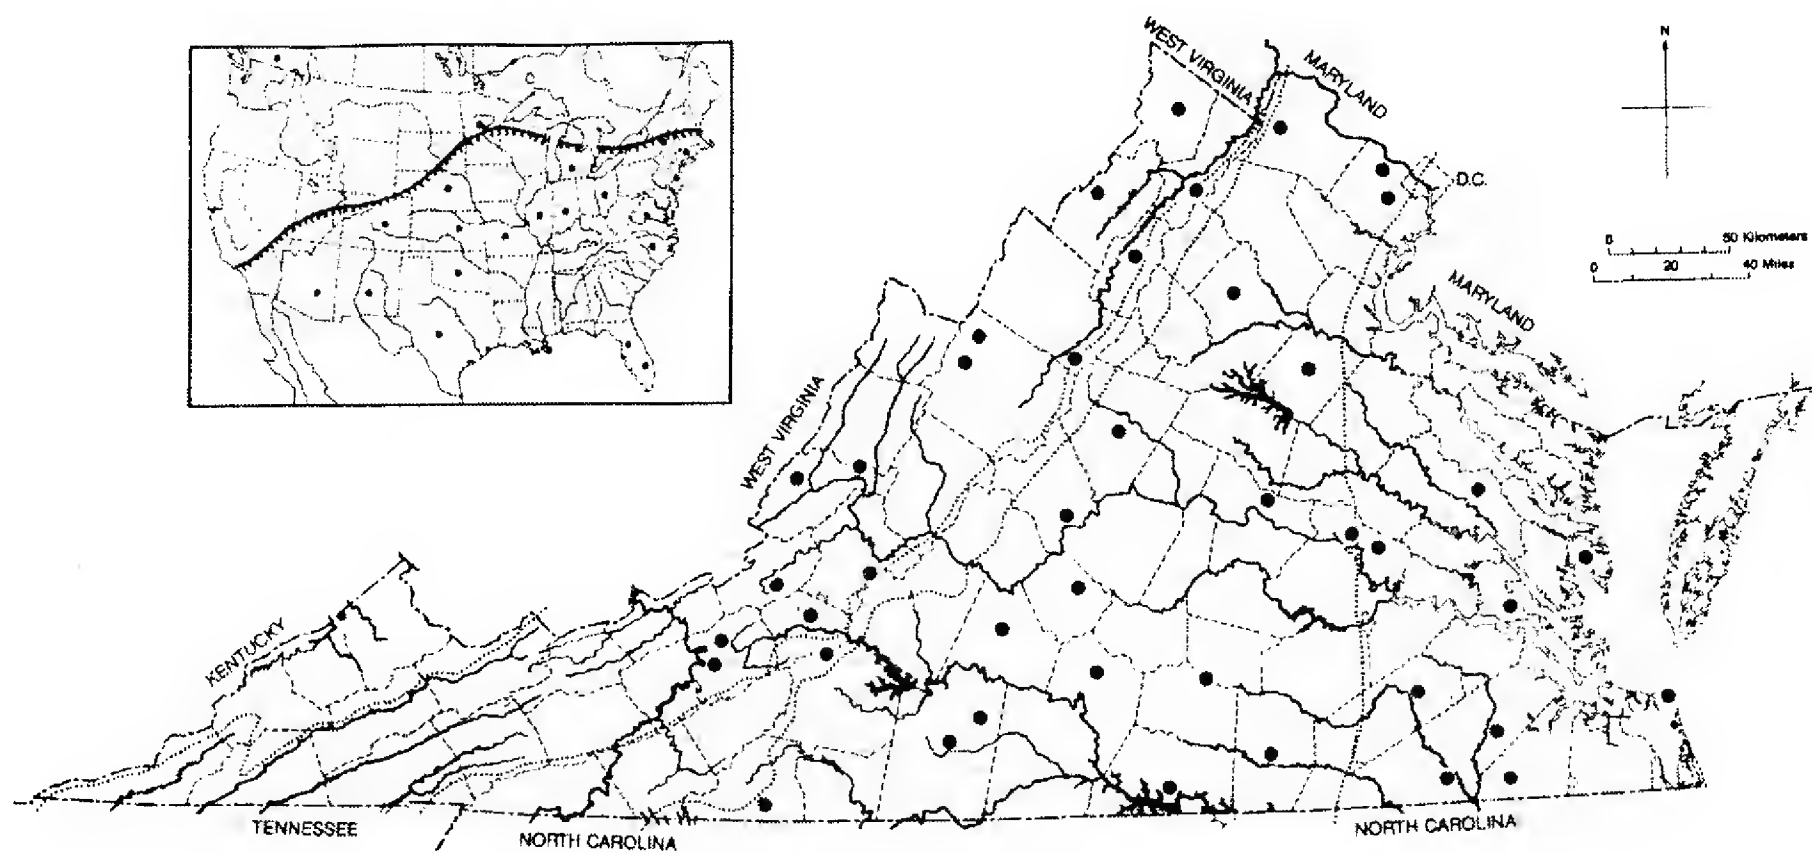 WEST VIRGINIA
MARYLAND
N
D.C.
0 50 Kilometers
0 20 40 Miles
MARYLAND
WEST VIRGINIA
KENTUCKY
TENNESSEE
NORTH CAROLINA
NORTH CAROLINA